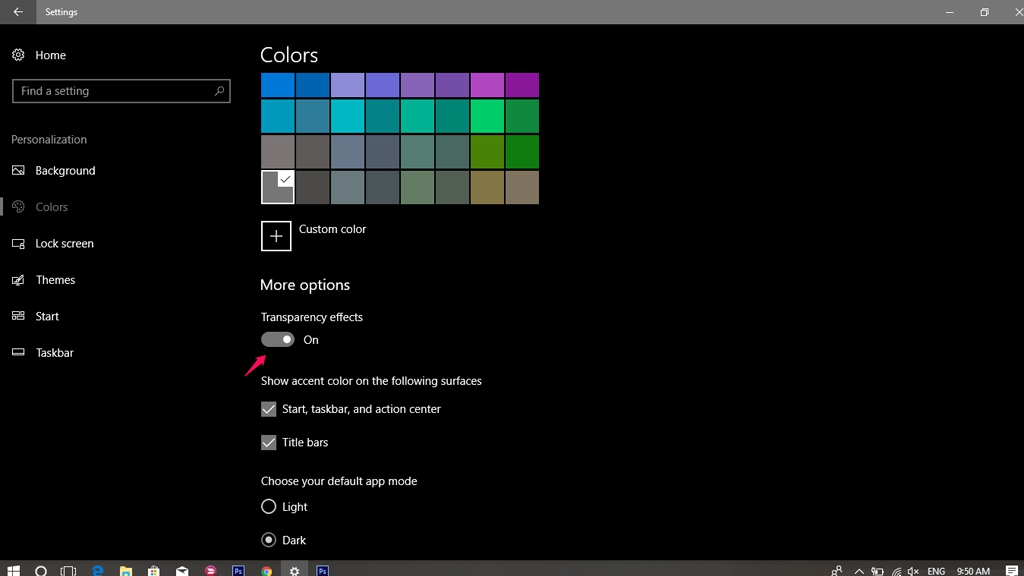 Settings
Home
Find a setting
Personalization
Background
Colors
Lock screen
Themes
Start
Taskbar
Colors
Custom color
More options
Transparency effects
On
Show accent color on the following surfaces
Start, taskbar, and action center
Title bars
Choose your default app mode
Light
Dark
Ps
Ps
ENG
9:50 AM